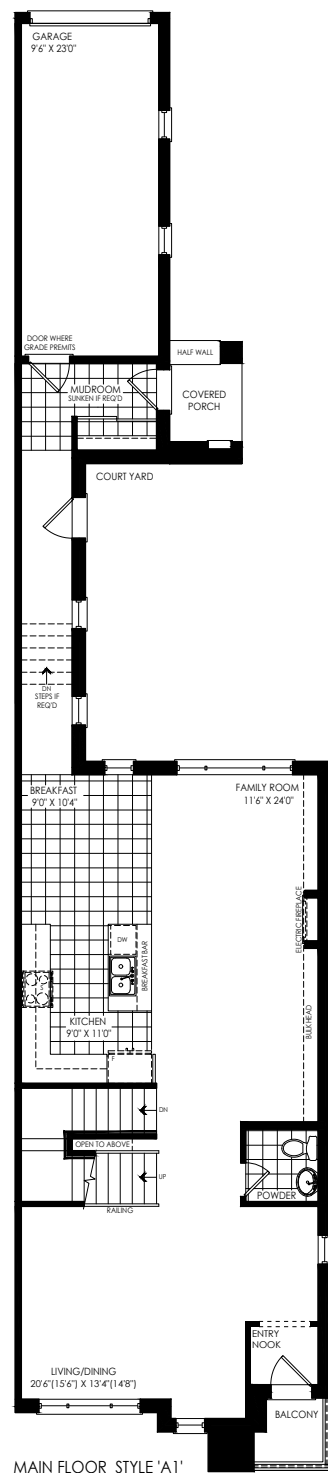 GARAGE
9'6" X 23'0"
DOOR WHERE
GRADE PREMITS
HALF WALL
MUDROOM
SUNKEN IF REQ'D
COVERED
PORCH
COURT YARD
DN
STEPS IF
REQ'D
BREAKFAST
9'0" X 10'4"
FAMILY ROOM
11'6" X 24'0"
ELECTRIC FIREPLACE
DW
BREAKFAST BAR
BULKHEAD
KITCHEN
9'0" X 11'0"
F
DN
OPEN TO ABOVE
UP
RAILING
POWDER
ENTRY
NOOK
LIVING/DINING
20'6"(15'6") X 13'4"(14'8")
BALCONY
MAIN FLOOR STYLE 'A1'